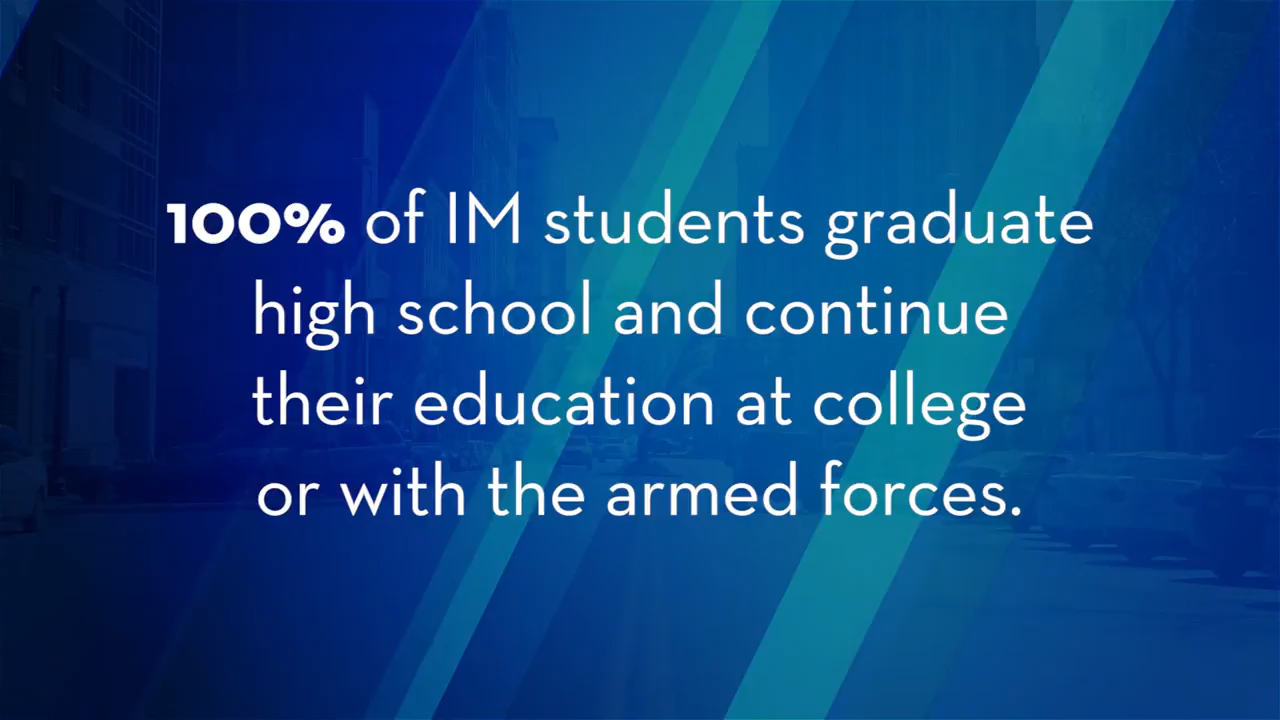 100% of IM students graduate
high school and continue
their education at college
or with the armed forces.